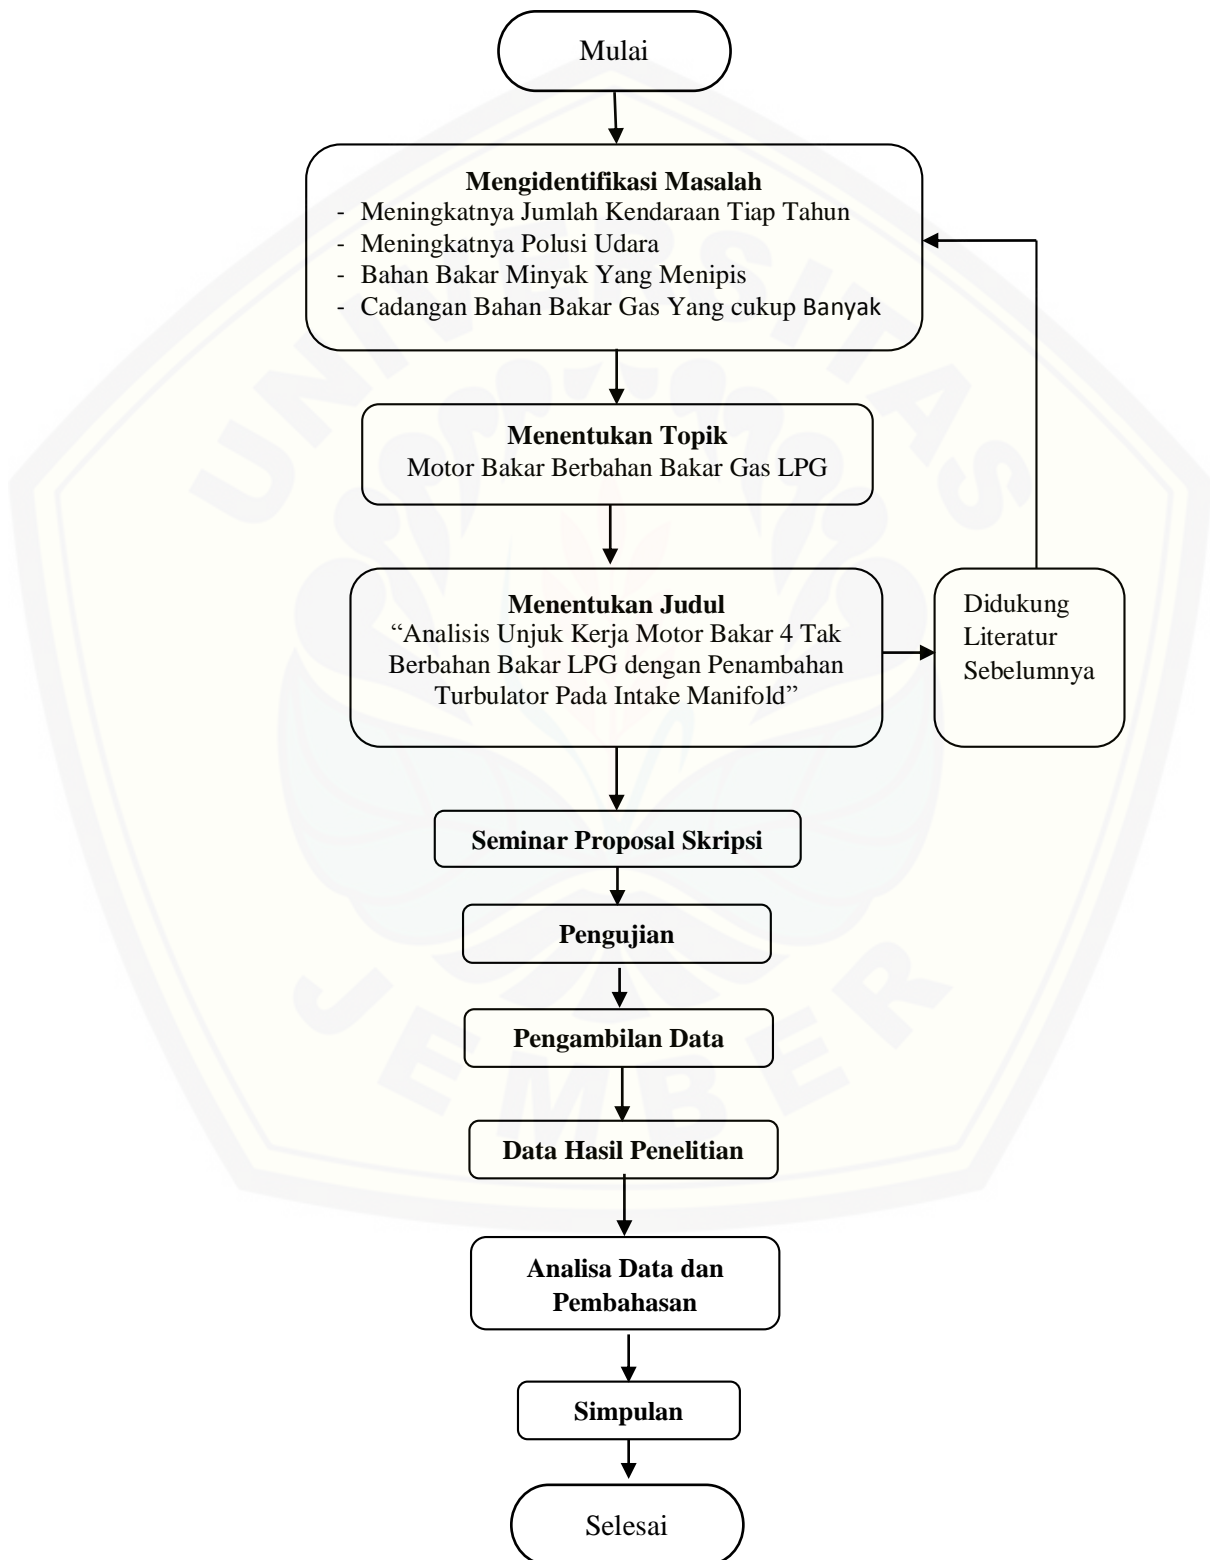 Mulai
Mengidentifikasi Masalah
- Meningkatnya Jumlah Kendaraan Tiap Tahun
- Meningkatnya Polusi Udara
- Bahan Bakar Minyak Yang Menipis
- Cadangan Bahan Bakar Gas Yang cukup Banyak
Menentukan Topik
Motor Bakar Berbahan Bakar Gas LPG
Menentukan Judul
“Analisis Unjuk Kerja Motor Bakar 4 Tak
Berbahan Bakar LPG dengan Penambahan
Turbulator Pada Intake Manifold”
Didukung
Literatur
Sebelumnya
Seminar Proposal Skripsi
Pengujian
Pengambilan Data
Data Hasil Penelitian
Analisa Data dan
Pembahasan
Simpulan
Selesai
UNIVERSITAS
JEMBER